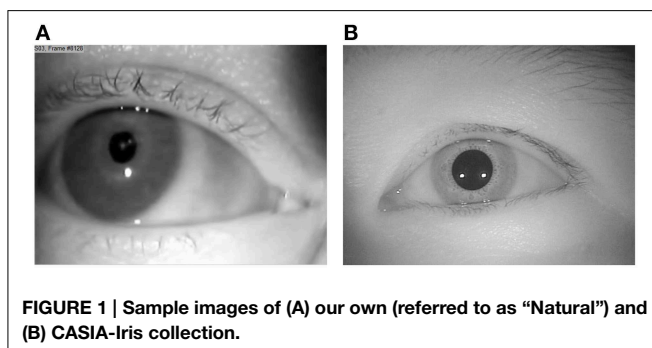 A
B
S03, Frame #8126
FIGURE 1 | Sample images of (A) our own (referred to as “Natural”) and
(B) CASIA-Iris collection.